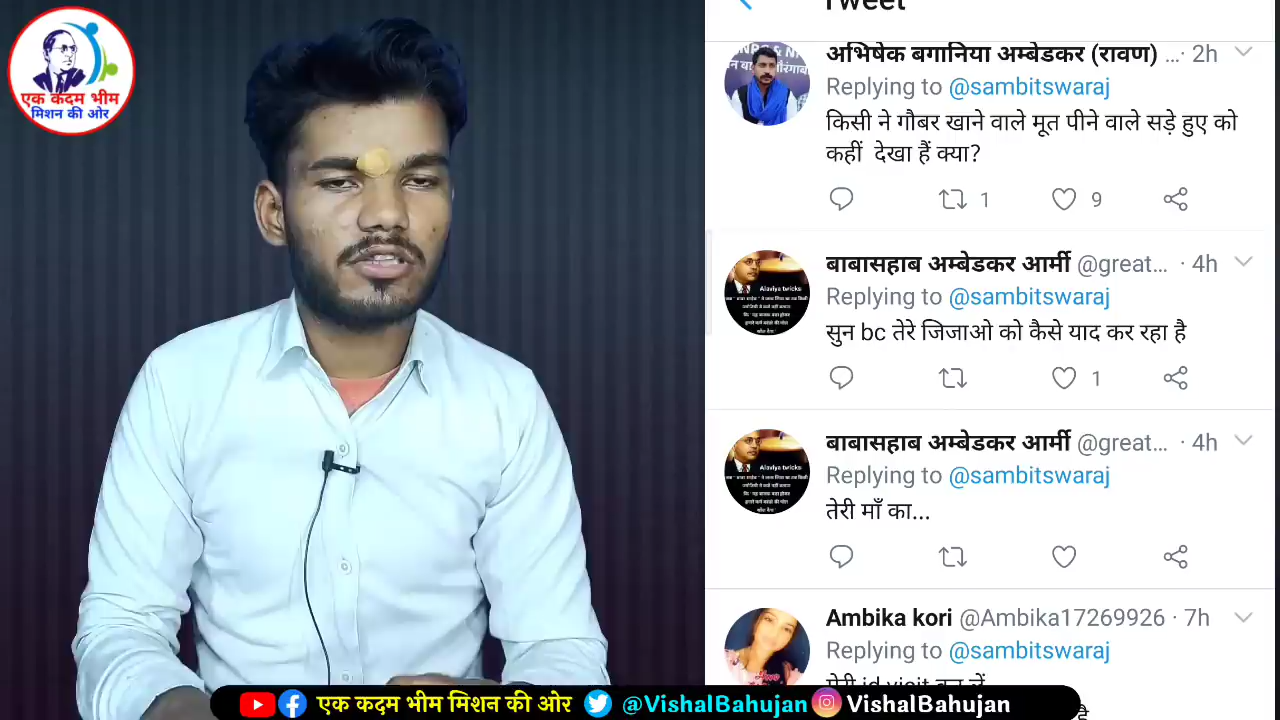 एक कदम भीम
मिशन की ओर
Tweet
अभिषेक बगानिया अम्बेडकर (रावण) ... · 2h
Replying to @sambitswaraj
किसी ने गौबर खाने वाले मूत पीने वाले सड़े हुए को
कहीं देखा हैं क्या?
1
9
बाबासहाब अम्बेडकर आर्मी @great... · 4h
Replying to @sambitswaraj
सुन bc तेरे जिजाओ को कैसे याद कर रहा है
1
बाबासहाब अम्बेडकर आर्मी @great... · 4h
Replying to @sambitswaraj
तेरी माँ का...
Ambika kori @Ambika17269926 · 7h
Replying to @sambitswaraj
एक कदम भीम मिशन की ओर @VishalBahujan VishalBahujan